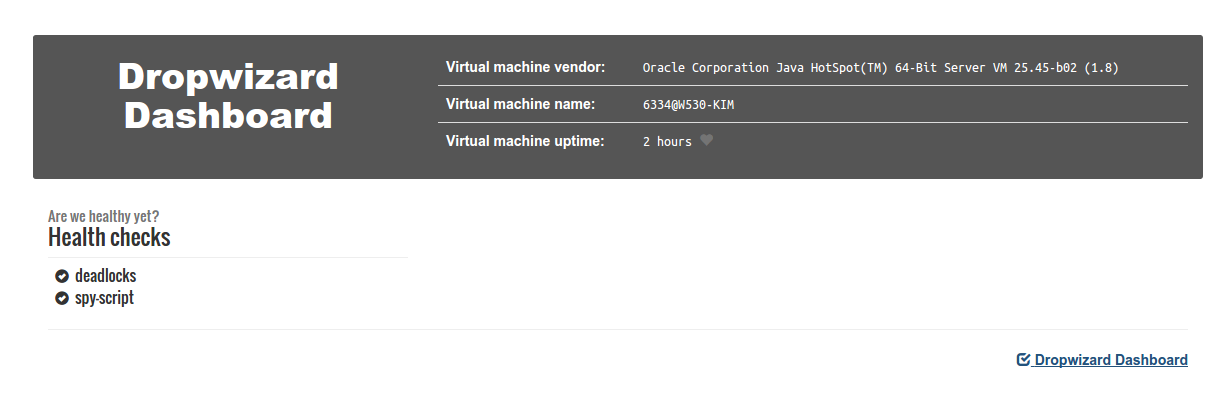 Dropwizard
Dashboard
Virtual machine vendor: Oracle Corporation Java HotSpot(TM) 64-Bit Server VM 25.45-b02 (1.8)
Virtual machine name: 6334@W530-KIM
Virtual machine uptime: 2 hours
Are we healthy yet?
Health checks
deadlocks
spy-script
Dropwizard Dashboard